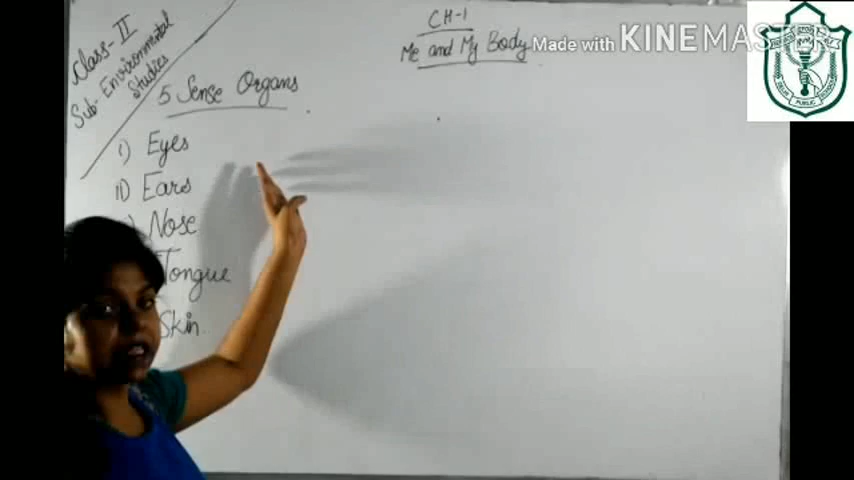 Class-II
Sub-Environmental
Studies
CH-1
Me and My Body
Made with KINEMASTER
5 Sense Organs
i) Eyes
ii) Ears
) Nose
Tongue
Skin